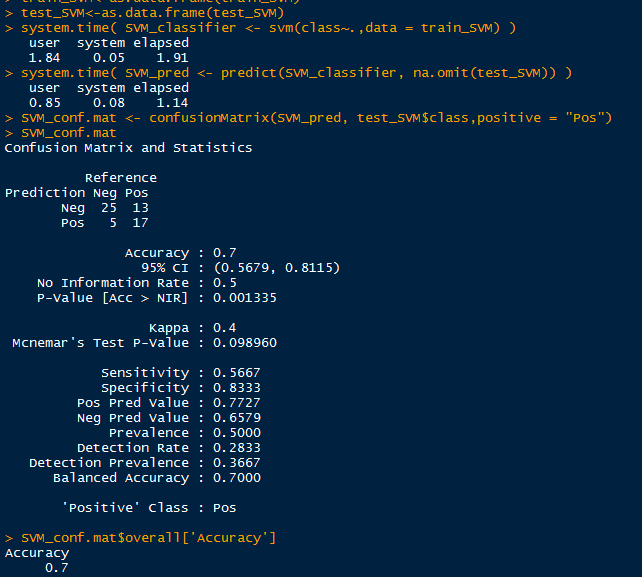 > train_SVM<-as.data.frame(train_SVM)
> test_SVM<-as.data.frame(test_SVM)
> system.time( SVM_classifier <- svm(class~.,data = train_SVM) )
   user  system elapsed
   1.84    0.05    1.91
> system.time( SVM_pred <- predict(SVM_classifier, na.omit(test_SVM)) )
   user  system elapsed
   0.85    0.08    1.14
> SVM_conf.mat <- confusionMatrix(SVM_pred, test_SVM$class,positive = "Pos")
> SVM_conf.mat
Confusion Matrix and Statistics
          Reference
Prediction Neg Pos
       Neg  25  13
       Pos   5  17
               Accuracy : 0.7
                 95% CI : (0.5679, 0.8115)
    No Information Rate : 0.5
    P-Value [Acc > NIR] : 0.001335
                  Kappa : 0.4
 Mcnemar's Test P-Value : 0.098960
            Sensitivity : 0.5667
            Specificity : 0.8333
         Pos Pred Value : 0.7727
         Neg Pred Value : 0.6579
             Prevalence : 0.5000
         Detection Rate : 0.2833
   Detection Prevalence : 0.3667
      Balanced Accuracy : 0.7000
       'Positive' Class : Pos
> SVM_conf.mat$overall['Accuracy']
Accuracy
     0.7